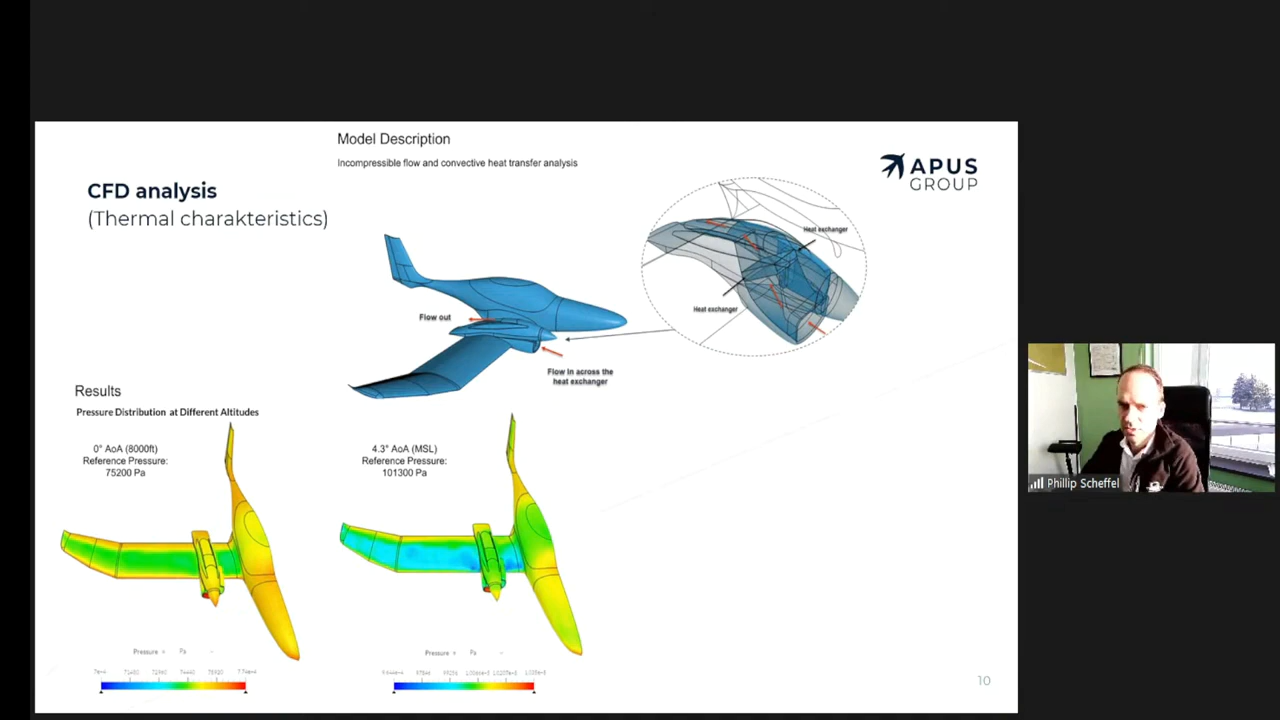 Model Description
Incompressible flow and convective heat transfer analysis
APUS
GROUP
CFD analysis
(Thermal charakteristics)
Heat exchanger
Heat exchanger
Flow out
Flow In across the
heat exchanger
Results
Pressure Distribution at Different Altitudes
0° AoA (8000ft)
Reference Pressure:
75200 Pa
4.3° AoA (MSL)
Reference Pressure:
101300 Pa
Phillip Scheffel
Pressure Pa
Pressure Pa
10